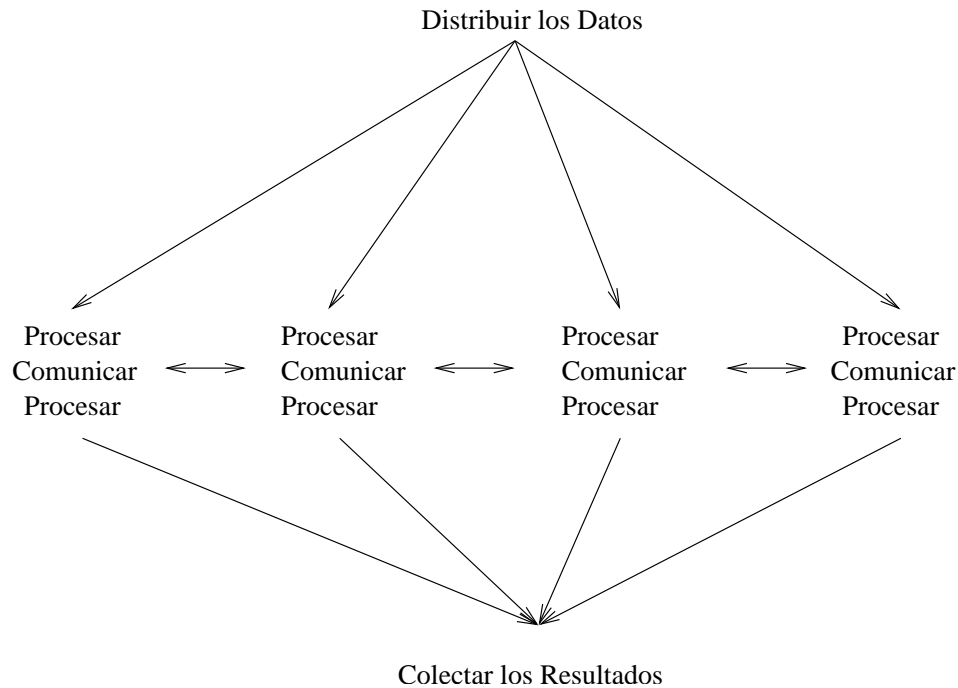 Distribuir los Datos
Procesar
Comunicar
Procesar
Procesar
Comunicar
Procesar
Procesar
Comunicar
Procesar
Procesar
Comunicar
Procesar
Colectar los Resultados